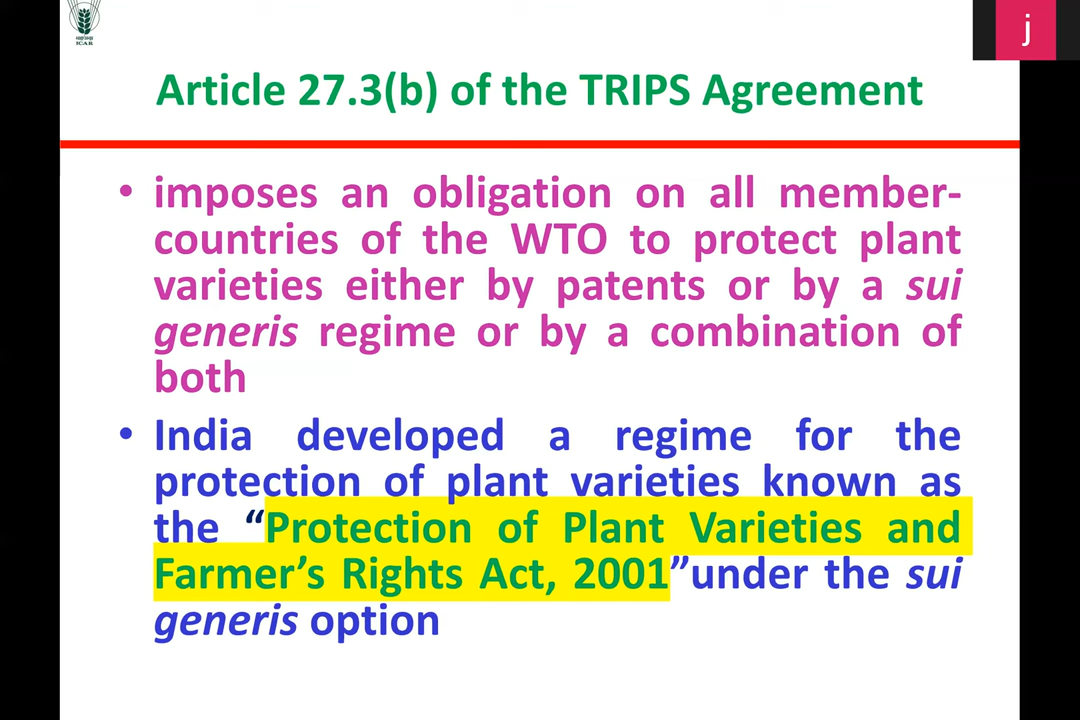 ICAR
j
Article 27.3(b) of the TRIPS Agreement
• imposes an obligation on all member-
countries of the WTO to protect plant
varieties either by patents or by a sui
generis regime or by a combination of
both
• India developed a regime for the
protection of plant varieties known as
the “Protection of Plant Varieties and
Farmer’s Rights Act, 2001”under the sui
generis option